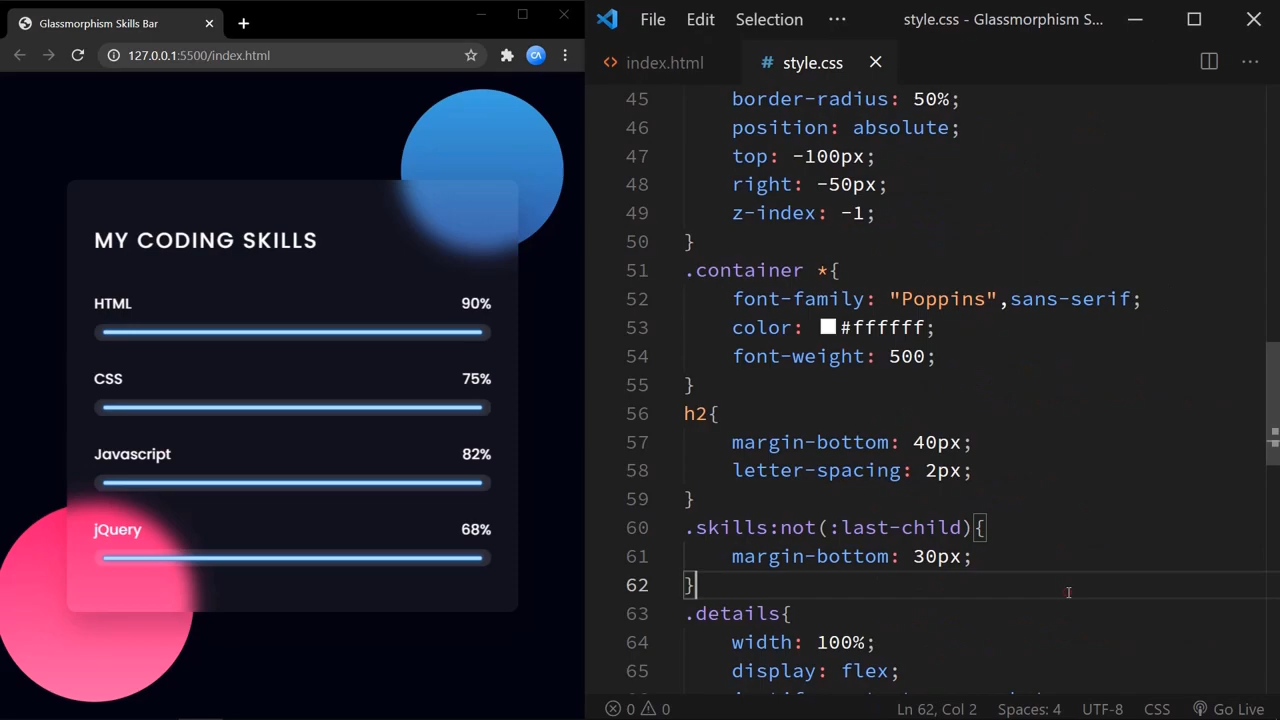 Glassmorphism Skills Bar
127.0.0.1:5500/index.html
CA
MY CODING SKILLS
HTML 90%
CSS 75%
Javascript 82%
jQuery 68%
File Edit Selection ··· style.css - Glassmorphism S...
<> index.html # style.css
45 border-radius: 50%;
46 position: absolute;
47 top: -100px;
48 right: -50px;
49 z-index: -1;
50 }
51 .container *{
52 font-family: "Poppins",sans-serif;
53 color: #ffffff;
54 font-weight: 500;
55 }
56 h2{
57 margin-bottom: 40px;
58 letter-spacing: 2px;
59 }
60 .skills:not(:last-child){
61 margin-bottom: 30px;
62 }
63 .details{
64 width: 100%;
65 display: flex;
0 0 Ln 62, Col 2 Spaces: 4 UTF-8 CSS Go Live